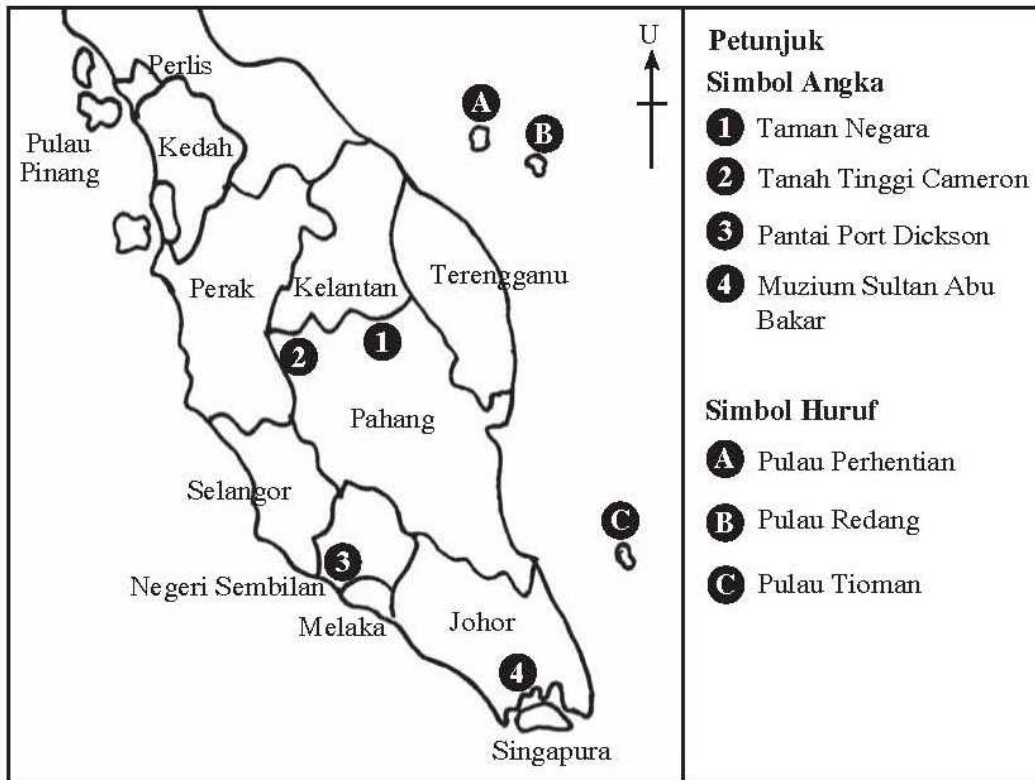 Perlis
Pulau
Pinang
Kedah
Perak
Kelantan
Terengganu
Pahang
Selangor
Negeri Sembilan
Melaka
Johor
Singapura
U
A
B
1
2
C
3
4
Petunjuk
Simbol Angka
1 Taman Negara
2 Tanah Tinggi Cameron
3 Pantai Port Dickson
4 Muzium Sultan Abu
Bakar
Simbol Huruf
A Pulau Perhentian
B Pulau Redang
C Pulau Tioman